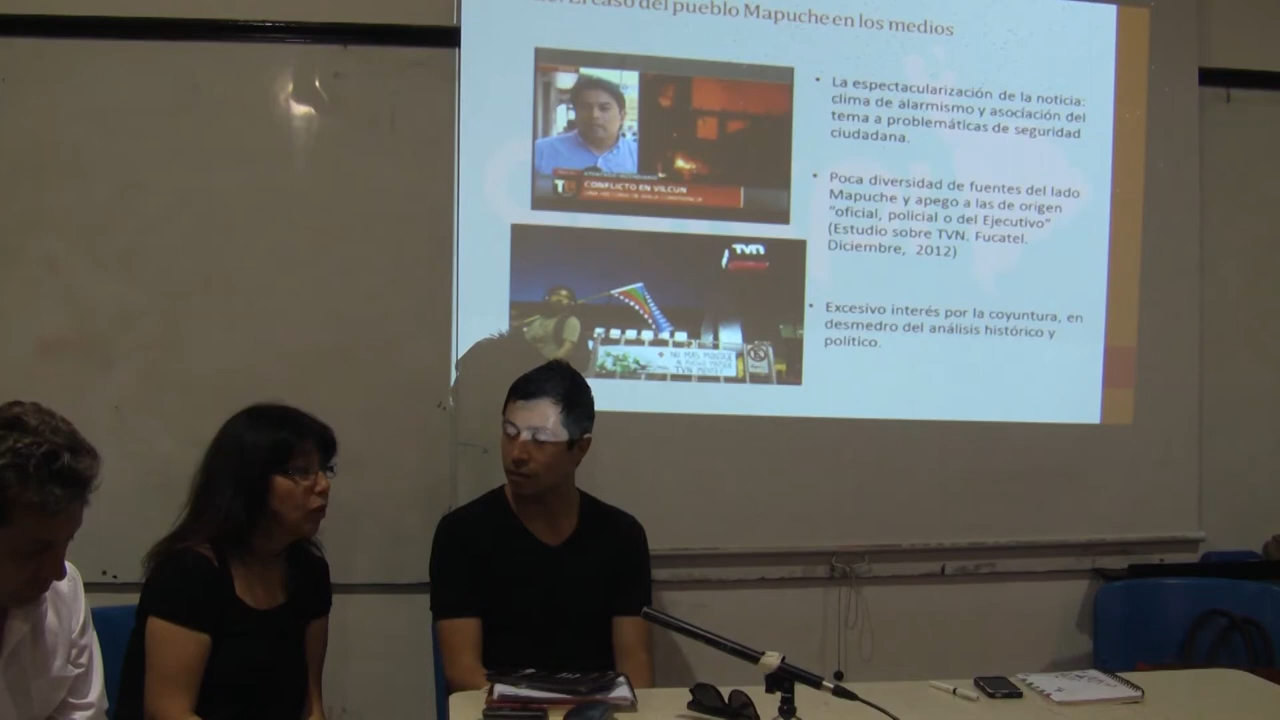 El caso del pueblo Mapuche en los medios
• La espectacularización de la noticia:
clima de alarmismo y asociación del
tema a problemáticas de seguridad
ciudadana.
• Poca diversidad de fuentes del lado
Mapuche y apego a las de origen
"oficial, policial o del Ejecutivo"
(Estudio sobre TVN. Fucatel.
Diciembre, 2012)
• Excesivo interés por la coyuntura, en
desmedro del análisis histórico y
político.
CONFLICTO EN VILCUN
TVN
NO MAS
TVN MIENTE